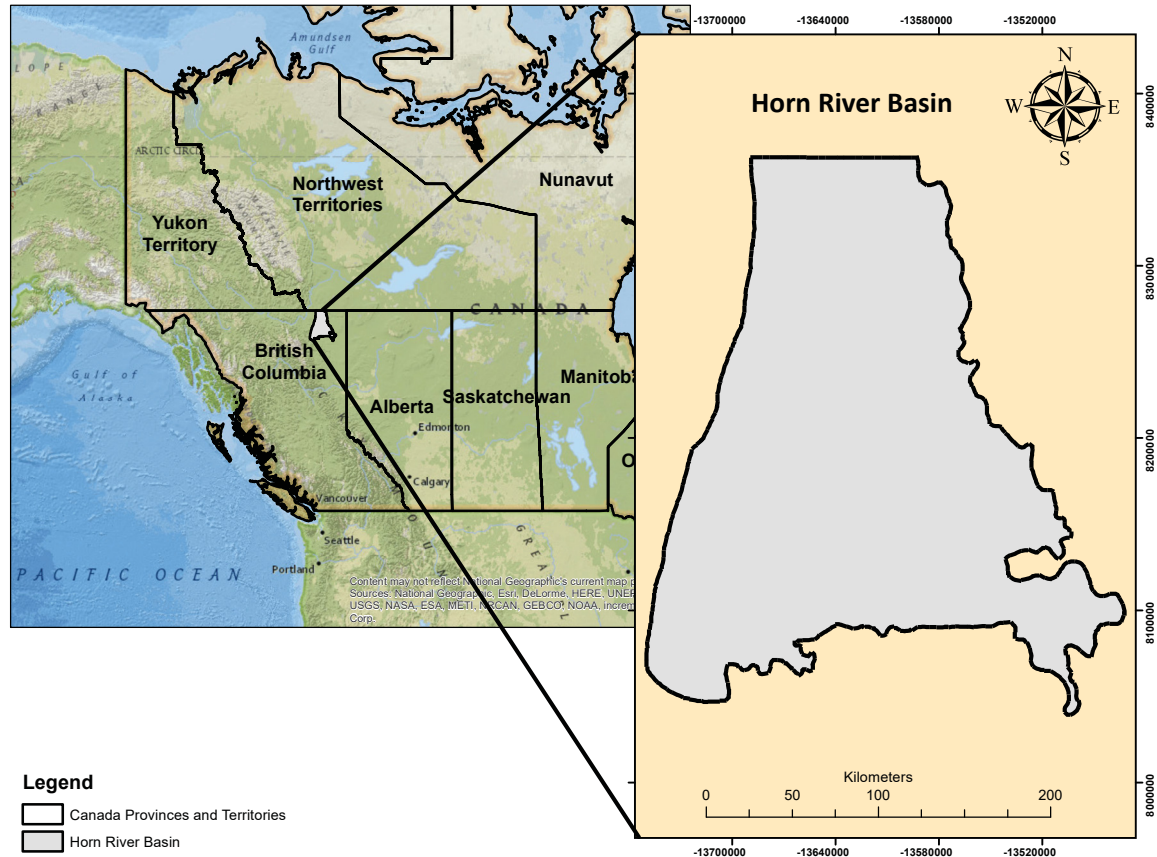 Amundsen
Gulf
LOPE
ARCTIC CIRCLE
Northwest
Territories
Nunavut
Yukon
Territory
CANADA
British
Columbia
Gulf of
Alaska
Alberta
Saskatchewan
Manitoba
Edmonton
Calgary
Vancouver
Seattle
Portland
PACIFIC OCEAN
GREA
Content may not reflect National Geographic's current map p
Sources: National Geographic, Esri, DeLorme, HERE, UNEP
USGS, NASA, ESA, METI, NRCAN, GEBCO, NOAA, increm
Corp.
-13700000 -13640000 -13580000 -13520000
Horn River Basin
N
W E
S
8400000
8300000
8200000
8100000
8000000
Kilometers
0 50 100 200
-13700000 -13640000 -13580000 -13520000
Legend
Canada Provinces and Territories
Horn River Basin